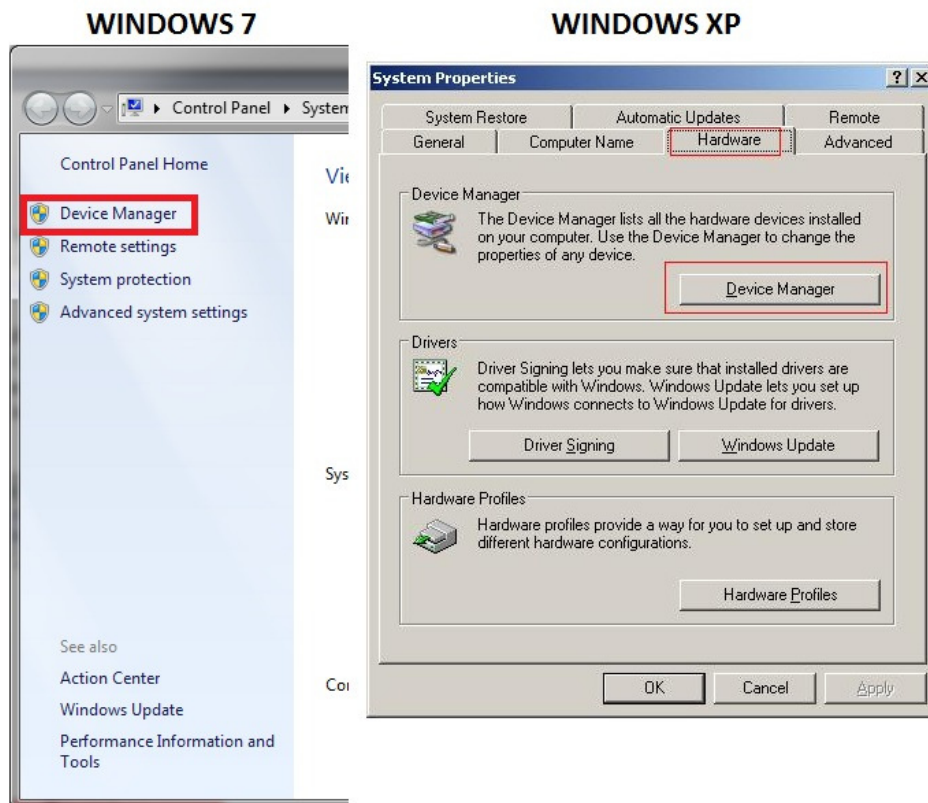 WINDOWS 7
Control Panel
System
Control Panel Home
Device Manager
Remote settings
System protection
Advanced system settings
See also
Action Center
Windows Update
Performance Information and
Tools
WINDOWS XP
System Properties
System Restore
Automatic Updates
Remote
General
Computer Name
Hardware
Advanced
Device Manager
The Device Manager lists all the hardware devices installed
on your computer. Use the Device Manager to change the
properties of any device.
Device Manager
Drivers
Driver Signing lets you make sure that installed drivers are
compatible with Windows. Windows Update lets you set up
how Windows connects to Windows Update for drivers.
Driver Signing
Windows Update
Hardware Profiles
Hardware profiles provide a way for you to set up and store
different hardware configurations.
Hardware Profiles
OK
Cancel
Apply